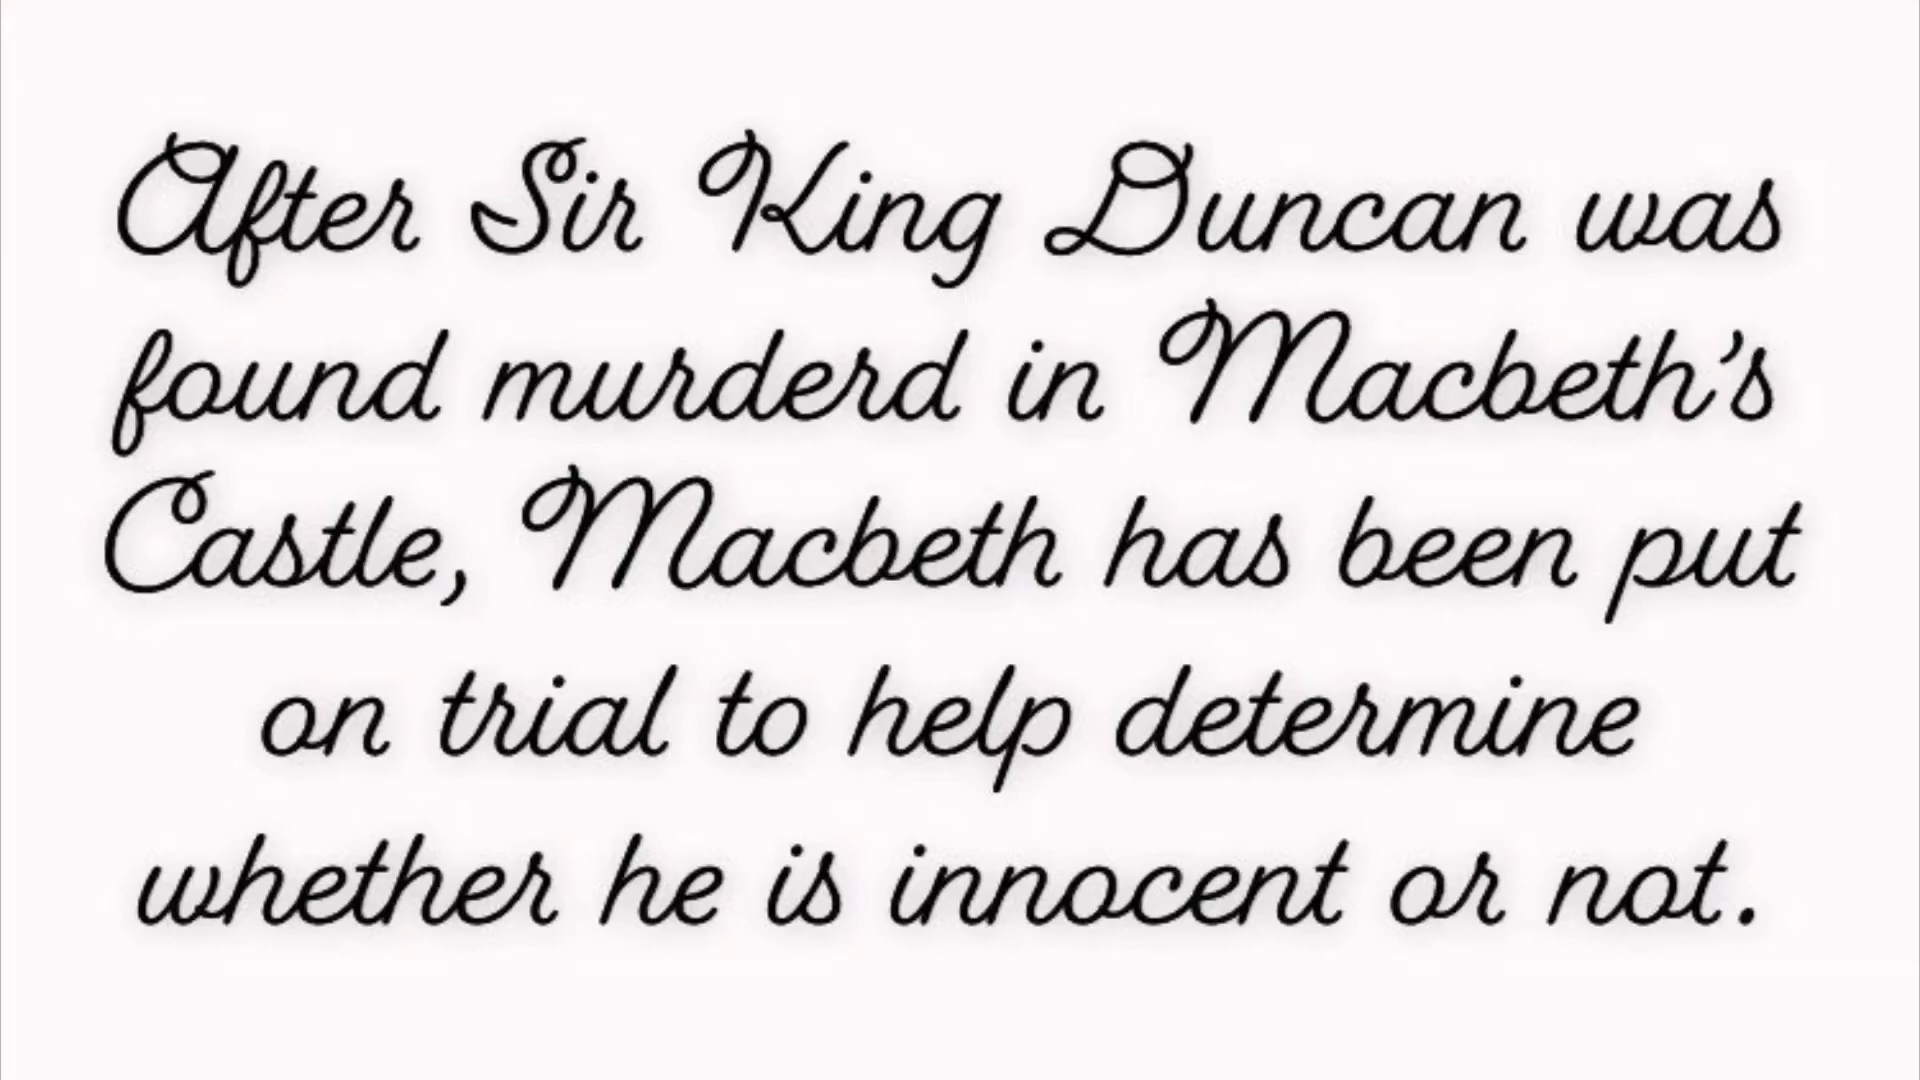 After Sir King Duncan was
found murderd in Macbeth's
Castle, Macbeth has been put
on trial to help determine
whether he is innocent or not.